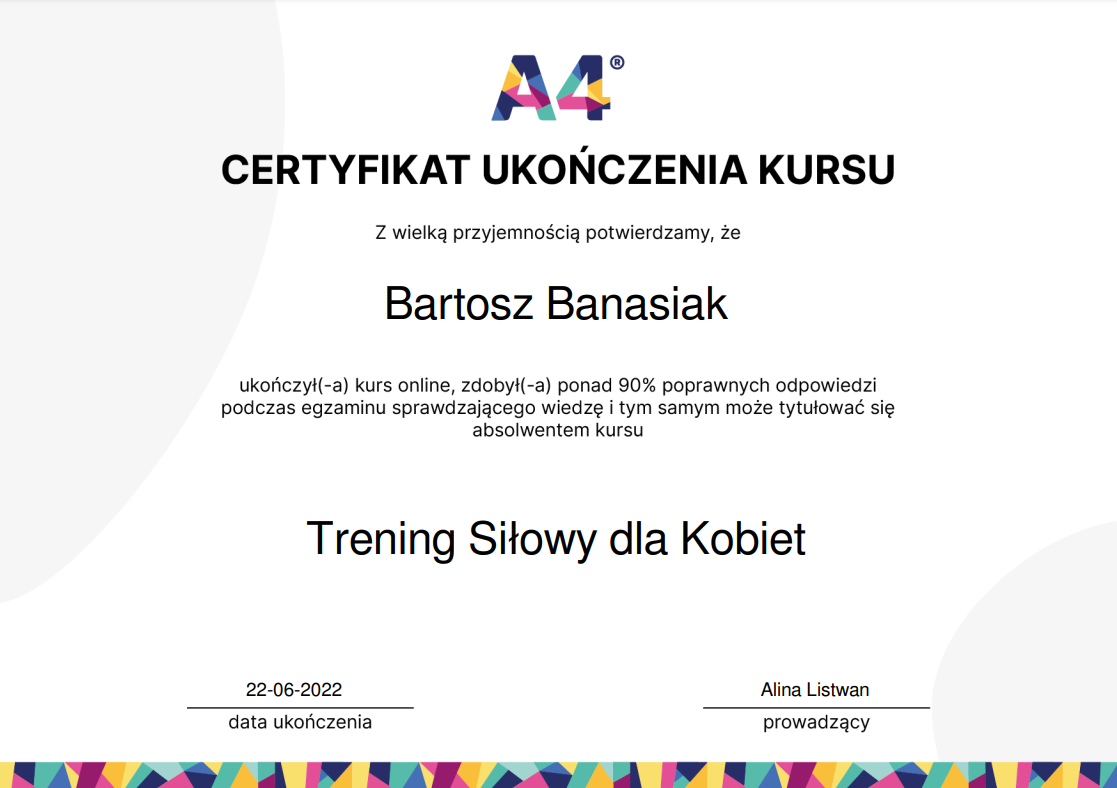 A4®
CERTYFIKAT UKOŃCZENIA KURSU
Z wielką przyjemnością potwierdzamy, że
Bartosz Banasiak
ukończył(-a) kurs online, zdobył(-a) ponad 90% poprawnych odpowiedzi
podczas egzaminu sprawdzającego wiedzę i tym samym może tytułować się
absolwentem kursu
Trening Siłowy dla Kobiet
22-06-2022
data ukończenia
Alina Listwan
prowadzący